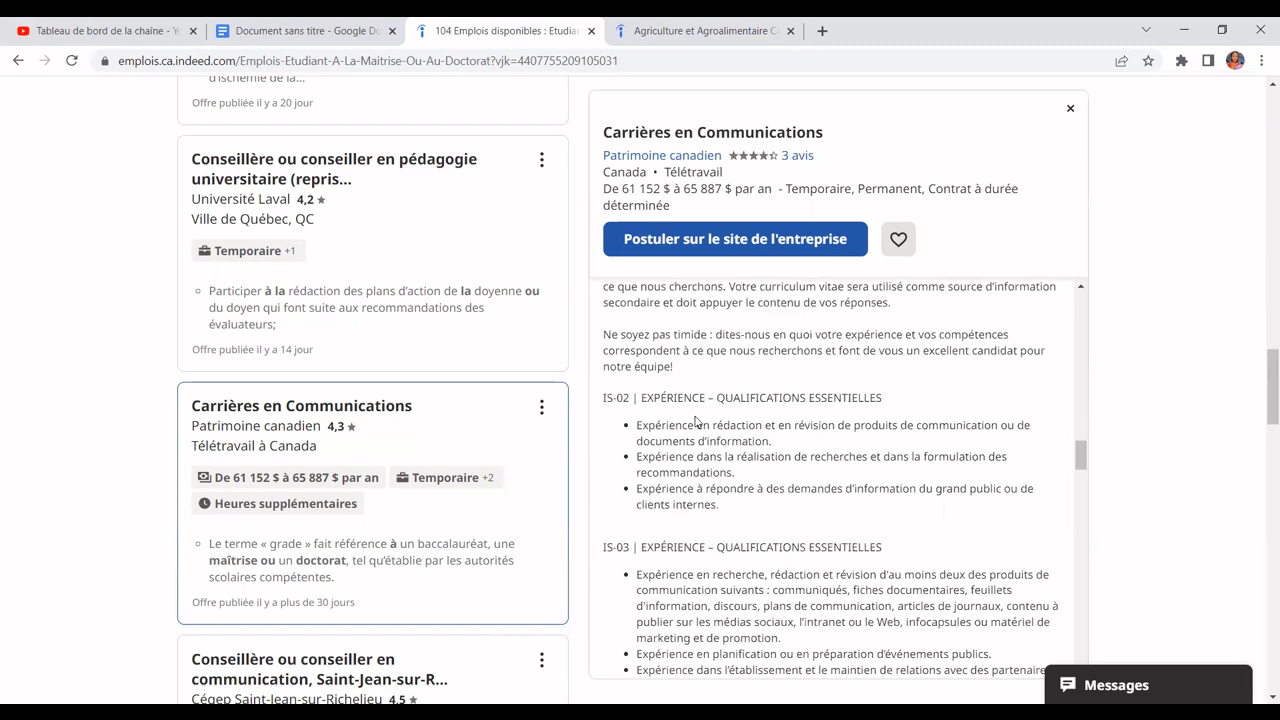 Tableau de bord de la chaîne - Yo
Document sans titre - Google Do
104 Emplois disponibles : Etudian
Agriculture et Agroalimentaire C
emplois.ca.indeed.com/Emplois-Etudiant-A-La-Maitrise-Ou-Au-Doctorat?vjk=4407755209105031
d'ischémie de la...
Offre publiée il y a 20 jour
Conseillère ou conseiller en pédagogie
universitaire (repris...
Université Laval 4,2 ★
Ville de Québec, QC
Temporaire +1
Participer à la rédaction des plans d'action de la doyenne ou
du doyen qui font suite aux recommandations des
évaluateurs;
Offre publiée il y a 14 jour
Carrières en Communications
Patrimoine canadien 4,3 ★
Télétravail à Canada
De 61 152 $ à 65 887 $ par an
Temporaire +2
Heures supplémentaires
Le terme « grade » fait référence à un baccalauréat, une
maîtrise ou un doctorat, tel qu'établie par les autorités
scolaires compétentes.
Offre publiée il y a plus de 30 jours
Conseillère ou conseiller en
communication, Saint-Jean-sur-R...
Cégep Saint-Jean-sur-Richelieu 4,5 ★
Carrières en Communications
Patrimoine canadien 3 avis
Canada • Télétravail
De 61 152 $ à 65 887 $ par an - Temporaire, Permanent, Contrat à durée
déterminée
Postuler sur le site de l'entreprise
ce que nous cherchons. Votre curriculum vitae sera utilisé comme source d'information
secondaire et doit appuyer le contenu de vos réponses.
Ne soyez pas timide : dites-nous en quoi votre expérience et vos compétences
correspondent à ce que nous recherchons et font de vous un excellent candidat pour
notre équipe!
IS-02 | EXPÉRIENCE – QUALIFICATIONS ESSENTIELLES
Expérience en rédaction et en révision de produits de communication ou de
documents d'information.
Expérience dans la réalisation de recherches et dans la formulation des
recommandations.
Expérience à répondre à des demandes d'information du grand public ou de
clients internes.
IS-03 | EXPÉRIENCE – QUALIFICATIONS ESSENTIELLES
Expérience en recherche, rédaction et révision d'au moins deux des produits de
communication suivants : communiqués, fiches documentaires, feuillets
d'information, discours, plans de communication, articles de journaux, contenu à
publier sur les médias sociaux, l'intranet ou le Web, infocapsules ou matériel de
marketing et de promotion.
Expérience en planification ou en préparation d'événements publics.
Expérience dans l'établissement et le maintien de relations avec des partenaire
Messages